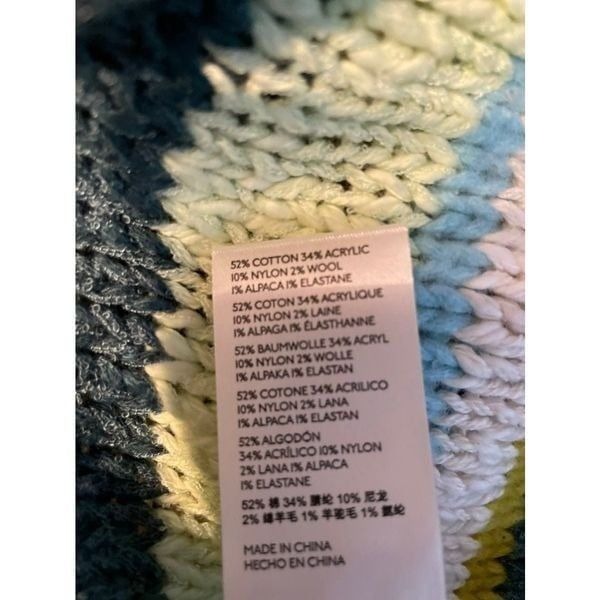 52% COTTON 34% ACRYLIC
10% NYLON 2% WOOL
1% ALPACA 1% ELASTANE
52% COTON 34% ACRYLIQUE
10% NYLON 2% LAINE
1% ALPAGA 1% ÉLASTHANNE
52% BAUMWOLLE 34% ACRYL
10% NYLON 2% WOLLE
1% ALPAKA 1% ELASTAN
52% COTONE 34% ACRILICO
10% NYLON 2% LANA
1% ALPACA 1% ELASTAN
52% ALGODÓN
34% ACRÍLICO 10% NYLON
2% LANA 1% ALPACA
1% ELASTANE
52% 棉 34% 腈纶 10% 尼龙
2% 绵羊毛 1% 羊驼毛 1% 氨纶
MADE IN CHINA
HECHO EN CHINA